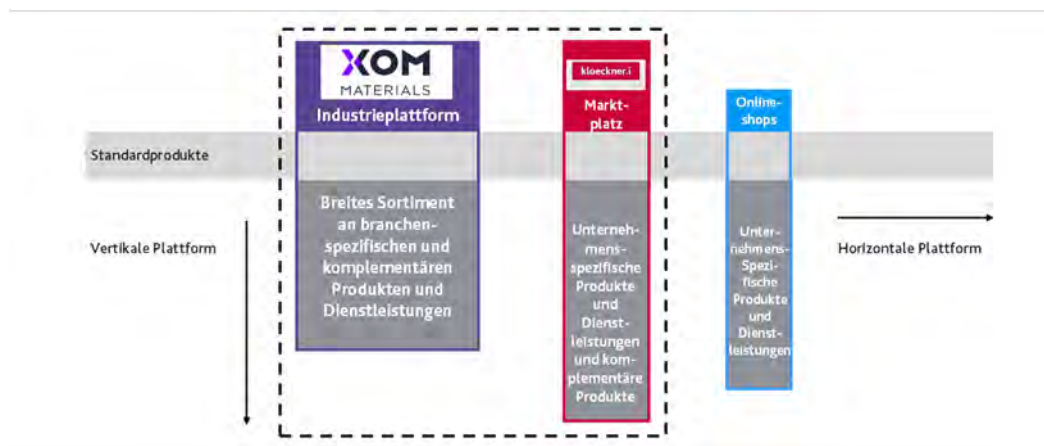 XOM
MATERIALS
Industrieplattform
kloeckner.i
Markt-
platz
Online-
shops
Standardprodukte
Vertikale Plattform
Breites Sortiment
an branchen-
spezifischen und
komplementären
Produkten und
Dienstleistungen
Unterneh-
mens-
spezifische
Produkte
und
Dienst-
leistungen
und kom-
plementäre
Produkte
Unter-
nehmens-
Spezi-
fische
Produkte
und
Dienst-
leistungen
Horizontale Plattform